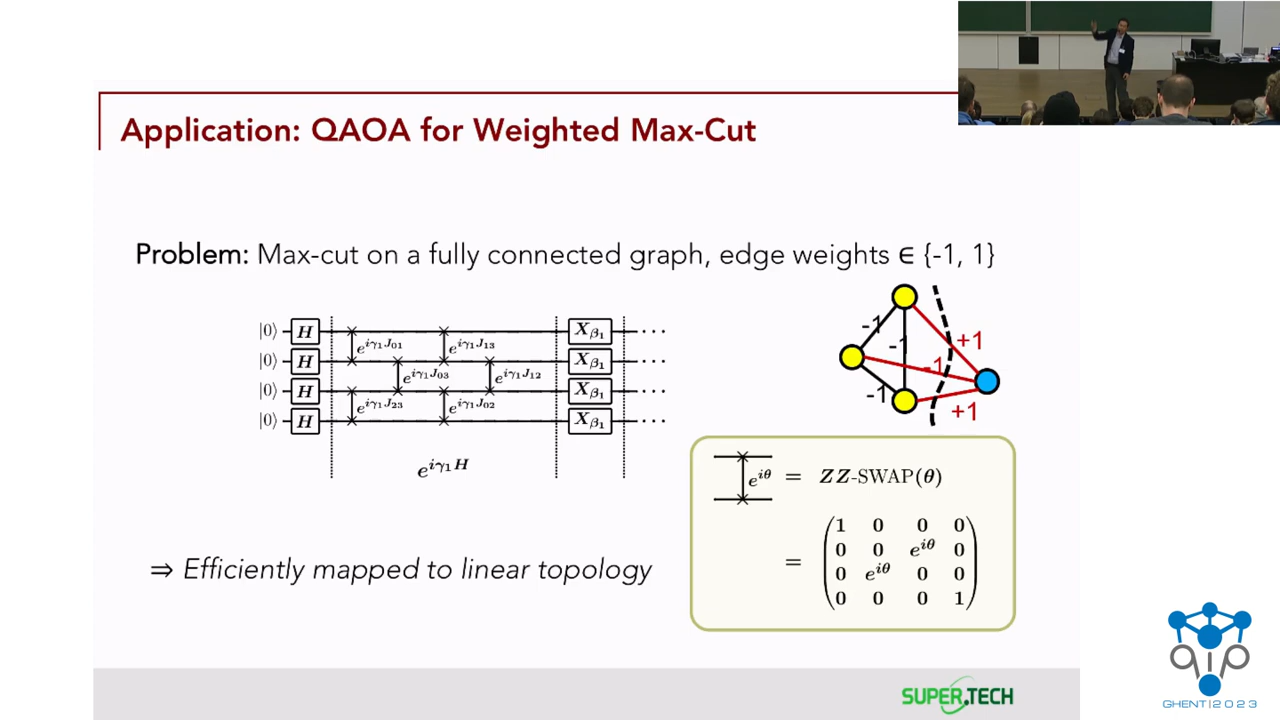 Application: QAOA for Weighted Max-Cut
Problem: Max-cut on a fully connected graph, edge weights ∈ {-1, 1}
|0⟩ H e^{iγ₁J₀₁} e^{iγ₁J₁₃} X_{β₁} ···
|0⟩ H e^{iγ₁J₀₃} e^{iγ₁J₁₂} X_{β₁} ···
|0⟩ H e^{iγ₁J₂₃} e^{iγ₁J₀₂} X_{β₁} ···
|0⟩ H X_{β₁} ···
e^{iγ₁H}
-1
-1
+1
-1
-1
+1
e^{iθ} = ZZ-SWAP(θ)
= ( 1 0 0 0
0 0 e^{iθ} 0
0 e^{iθ} 0 0
0 0 0 1 )
⇒ Efficiently mapped to linear topology
SUPER.TECH
qip
GHENT|2023